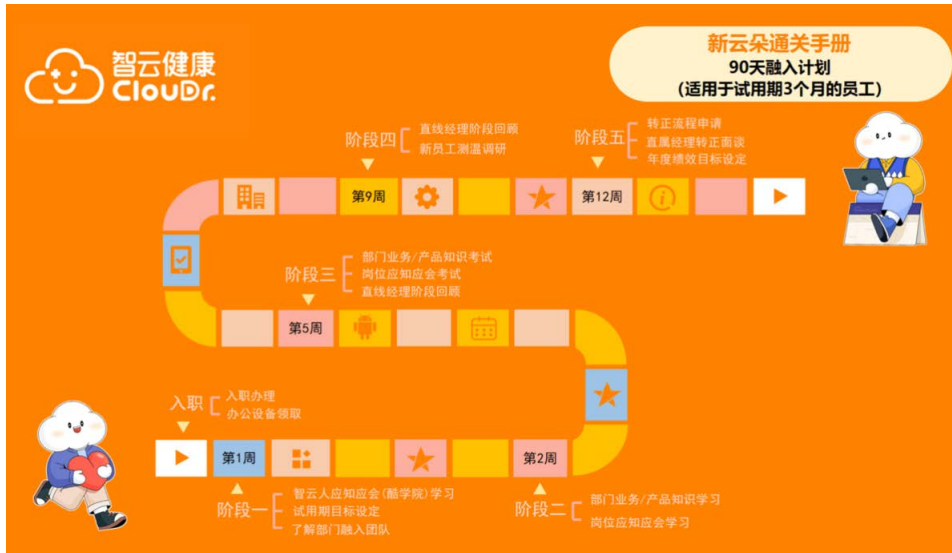 智云健康
ClouDr.
新云朵通关手册
90天融入计划
(适用于试用期3个月的员工)
阶段四
直线经理阶段回顾
新员工测温调研
阶段五
转正流程申请
直属经理转正面谈
年度绩效目标设定
第9周
第12周
阶段三
部门业务/产品知识考试
岗位应知应会考试
直线经理阶段回顾
第5周
入职
入职办理
办公设备领取
第1周
第2周
阶段一
智云人应知应会(酷学院)学习
试用期目标设定
了解部门融入团队
阶段二
部门业务/产品知识学习
岗位应知应会学习